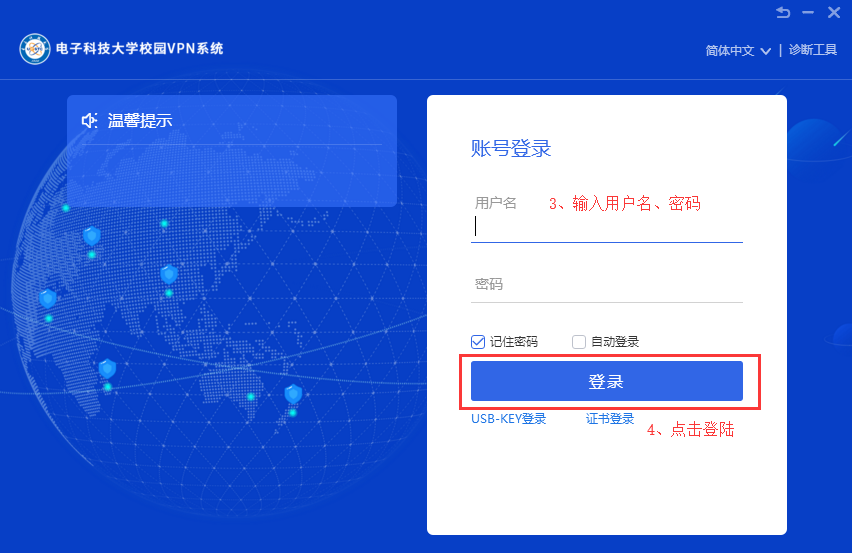 电子科技大学校园VPN系统
简体中文 | 诊断工具
温馨提示
账号登录
用户名 3、输入用户名、密码
密码
记住密码 自动登录
登录
USB-KEY登录 证书登录
4、点击登陆